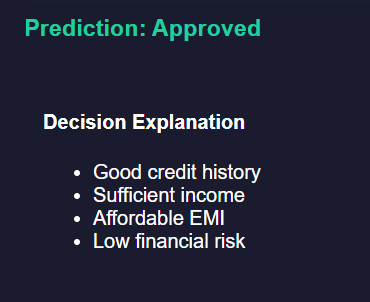 Prediction: Approved
Decision Explanation
• Good credit history
• Sufficient income
• Affordable EMI
• Low financial risk